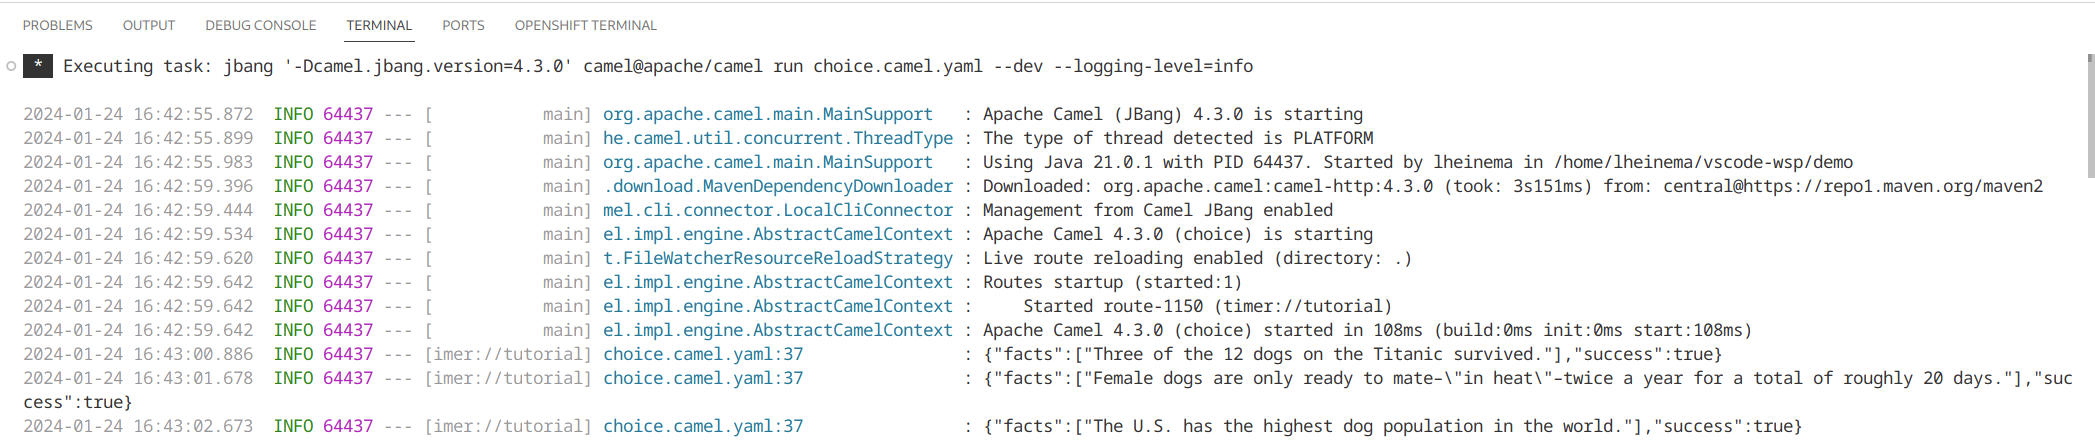 PROBLEMS OUTPUT DEBUG CONSOLE TERMINAL PORTS OPENSHIFT TERMINAL
* Executing task: jbang '-Dcamel.jbang.version=4.3.0' camel@apache/camel run choice.camel.yaml --dev --logging-level=info
2024-01-24 16:42:55.872 INFO 64437 --- [ main] org.apache.camel.main.MainSupport : Apache Camel (JBang) 4.3.0 is starting
2024-01-24 16:42:55.899 INFO 64437 --- [ main] he.camel.util.concurrent.ThreadType : The type of thread detected is PLATFORM
2024-01-24 16:42:55.983 INFO 64437 --- [ main] org.apache.camel.main.MainSupport : Using Java 21.0.1 with PID 64437. Started by lheinema in /home/lheinema/vscode-wsp/demo
2024-01-24 16:42:59.396 INFO 64437 --- [ main] .download.MavenDependencyDownloader : Downloaded: org.apache.camel:camel-http:4.3.0 (took: 3s151ms) from: central@https://repo1.maven.org/maven2
2024-01-24 16:42:59.444 INFO 64437 --- [ main] mel.cli.connector.LocalCliConnector : Management from Camel JBang enabled
2024-01-24 16:42:59.534 INFO 64437 --- [ main] el.impl.engine.AbstractCamelContext : Apache Camel 4.3.0 (choice) is starting
2024-01-24 16:42:59.620 INFO 64437 --- [ main] t.FileWatcherResourceReloadStrategy : Live route reloading enabled (directory: .)
2024-01-24 16:42:59.642 INFO 64437 --- [ main] el.impl.engine.AbstractCamelContext : Routes startup (started:1)
2024-01-24 16:42:59.642 INFO 64437 --- [ main] el.impl.engine.AbstractCamelContext : Started route-1150 (timer://tutorial)
2024-01-24 16:42:59.642 INFO 64437 --- [ main] el.impl.engine.AbstractCamelContext : Apache Camel 4.3.0 (choice) started in 108ms (build:0ms init:0ms start:108ms)
2024-01-24 16:43:00.886 INFO 64437 --- [imer://tutorial] choice.camel.yaml:37 : {"facts":["Three of the 12 dogs on the Titanic survived."],"success":true}
2024-01-24 16:43:01.678 INFO 64437 --- [imer://tutorial] choice.camel.yaml:37 : {"facts":["Female dogs are only ready to mate–\"in heat\"–twice a year for a total of roughly 20 days."],"suc
cess":true}
2024-01-24 16:43:02.673 INFO 64437 --- [imer://tutorial] choice.camel.yaml:37 : {"facts":["The U.S. has the highest dog population in the world."],"success":true}